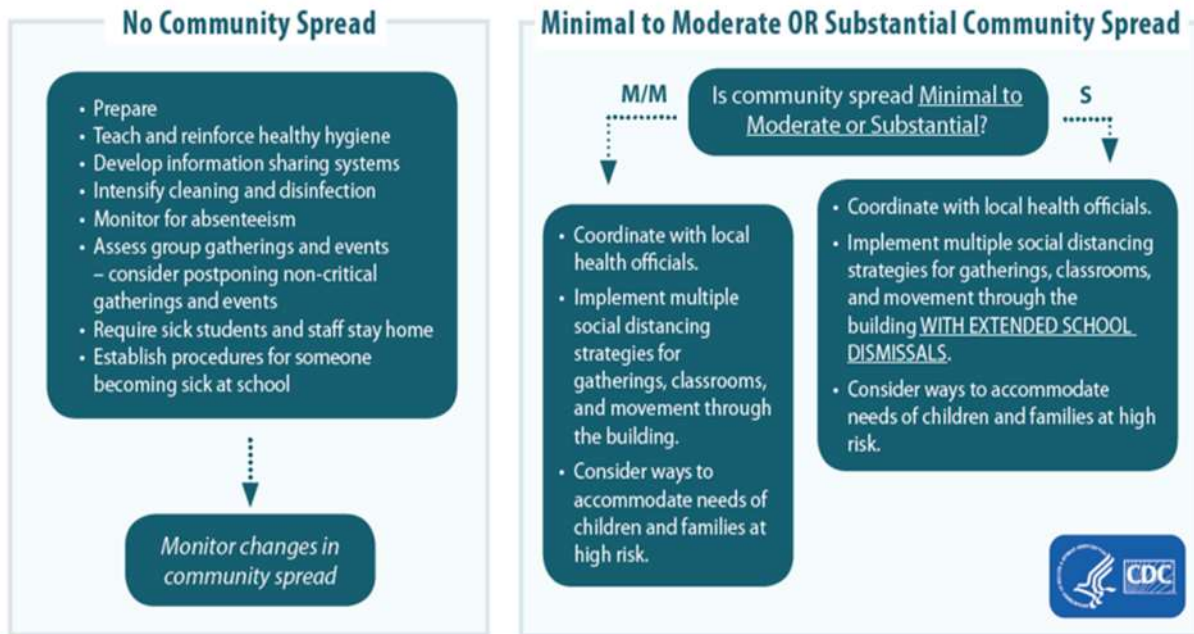 No Community Spread
• Prepare
• Teach and reinforce healthy hygiene
• Develop information sharing systems
• Intensify cleaning and disinfection
• Monitor for absenteeism
• Assess group gatherings and events
– consider postponing non-critical
gatherings and events
• Require sick students and staff stay home
• Establish procedures for someone
becoming sick at school
Monitor changes in
community spread
Minimal to Moderate OR Substantial Community Spread
M/M
Is community spread Minimal to
Moderate or Substantial?
S
• Coordinate with local
health officials.
• Implement multiple
social distancing
strategies for
gatherings, classrooms,
and movement through
the building.
• Consider ways to
accommodate needs of
children and families at
high risk.
• Coordinate with local health officials.
• Implement multiple social distancing
strategies for gatherings, classrooms,
and movement through the
building WITH EXTENDED SCHOOL
DISMISSALS.
• Consider ways to accommodate
needs of children and families at high
risk.
CDC